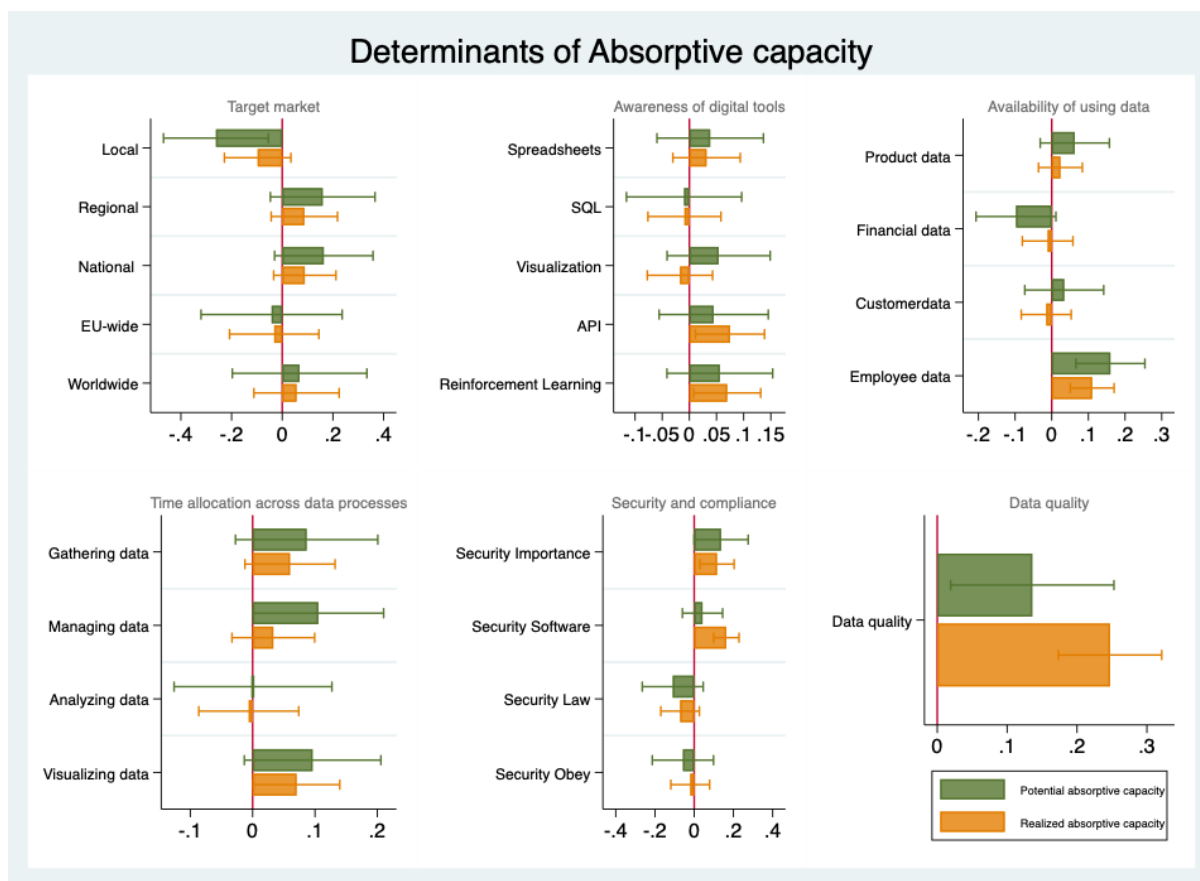 Determinants of Absorptive capacity
Target market
Local
Regional
National
EU-wide
Worldwide
-.4 -.2 0 .2 .4
Awareness of digital tools
Spreadsheets
SQL
Visualization
API
Reinforcement Learning
-.1 -.05 0 .05 .1 .15
Availability of using data
Product data
Financial data
Customerdata
Employee data
-.2 -.1 0 .1 .2 .3
Time allocation across data processes
Gathering data
Managing data
Analyzing data
Visualizing data
-.1 0 .1 .2
Security and compliance
Security Importance
Security Software
Security Law
Security Obey
-.4 -.2 0 .2 .4
Data quality
Data quality
0 .1 .2 .3
Potential absorptive capacity
Realized absorptive capacity